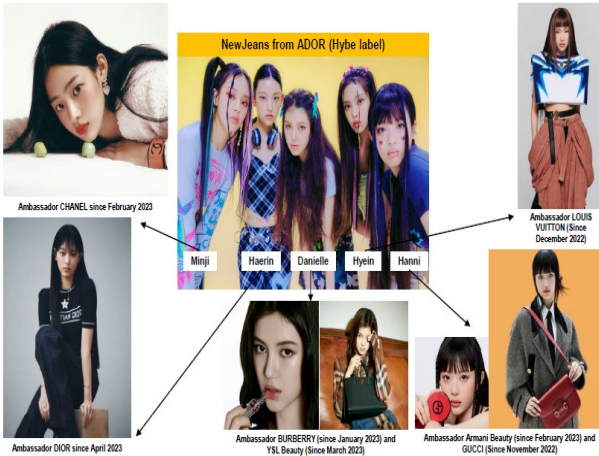 NewJeans from ADOR (Hybe label)
Ambassador CHANEL since February 2023
Ambassador LOUIS
VUITTON (Since
December 2022)
Minji
Haerin
Danielle
Hyein
Hanni
Ambassador DIOR since April 2023
Ambassador BURBERRY (since January 2023) and
YSL Beauty (Since March 2023)
Ambassador Armani Beauty (since February 2023) and
GUCCI (Since November 2022)